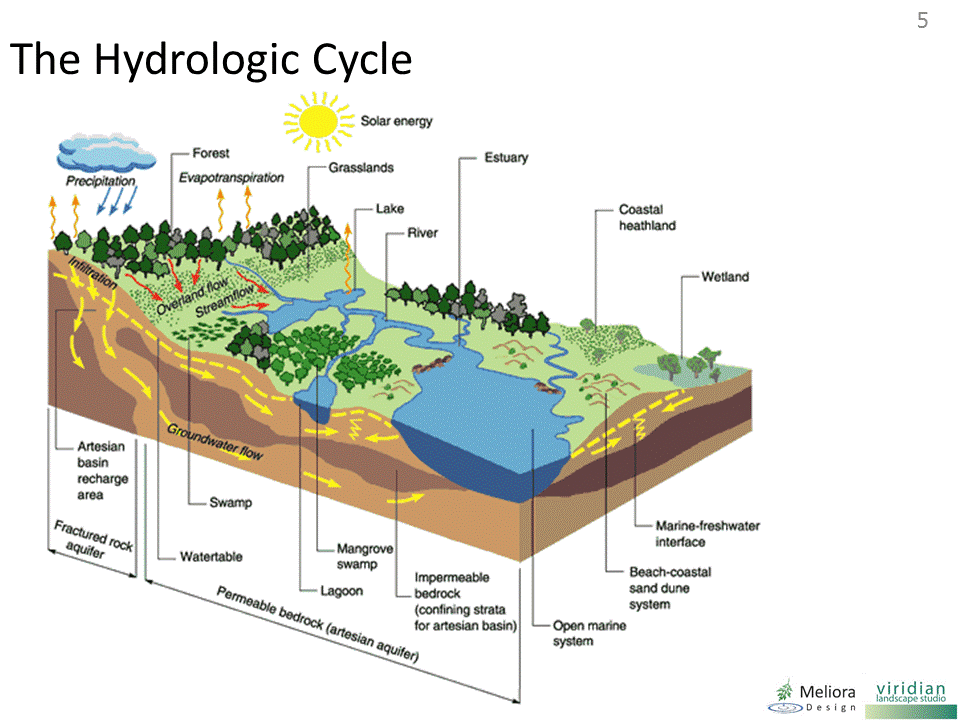 5
The Hydrologic Cycle
Solar energy
Forest
Precipitation
Evapotranspiration
Grasslands
Estuary
Lake
River
Coastal
heathland
Wetland
Infiltration
Overland flow
Streamflow
Groundwater flow
Artesian
basin
recharge
area
Swamp
Fractured rock
aquifer
Watertable
Mangrove
swamp
Lagoon
Impermeable
bedrock
(confining strata
for artesian basin)
Marine-freshwater
interface
Beach-coastal
sand dune
system
Open marine
system
Permeable bedrock (artesian aquifer)
Meliora
Design
viridian
landscape studio